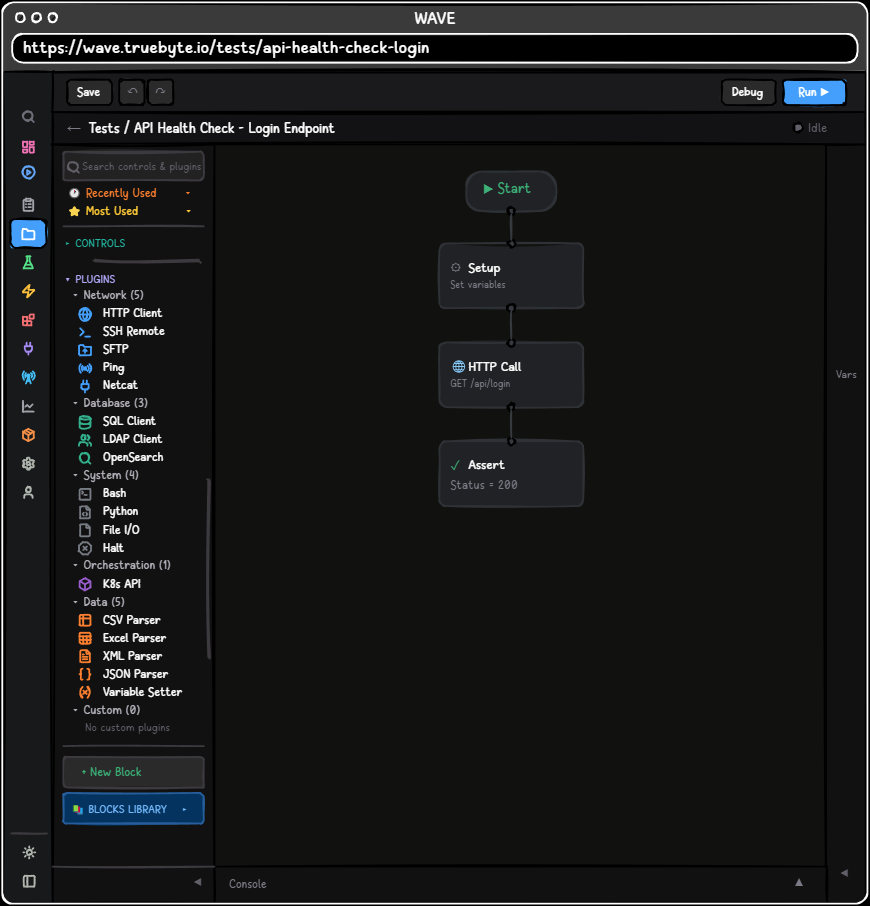 WAVE
https://wave.truebyte.io/tests/api-health-check-login
Save
Debug
Run ▶
← Tests / API Health Check - Login Endpoint
Idle
Search controls & plugins
Recently Used
Most Used
CONTROLS
PLUGINS
Network (5)
HTTP Client
SSH Remote
SFTP
Ping
Netcat
Database (3)
SQL Client
LDAP Client
OpenSearch
System (4)
Bash
Python
File I/O
Halt
Orchestration (1)
K8s API
Data (5)
CSV Parser
Excel Parser
XML Parser
JSON Parser
Variable Setter
Custom (0)
No custom plugins
+ New Block
BLOCKS LIBRARY
▶ Start
Setup
Set variables
HTTP Call
GET /api/login
✓ Assert
Status = 200
Vars
Console